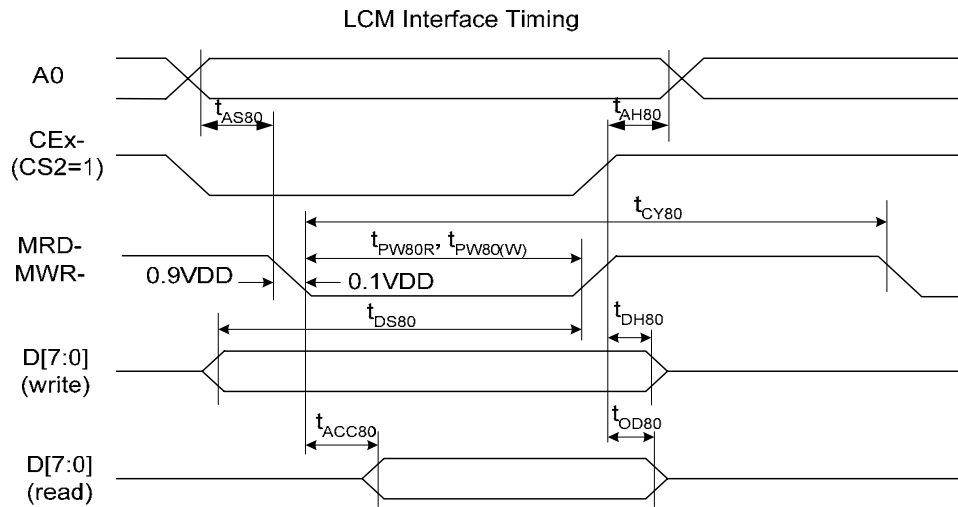 LCM Interface Timing
A0
tAS80
tAH80
CEx-
(CS2=1)
tCY80
MRD-
MWR-
tPW80R, tPW80(W)
0.9VDD
0.1VDD
tDS80
tDH80
D[7:0]
(write)
tACC80
tOD80
D[7:0]
(read)